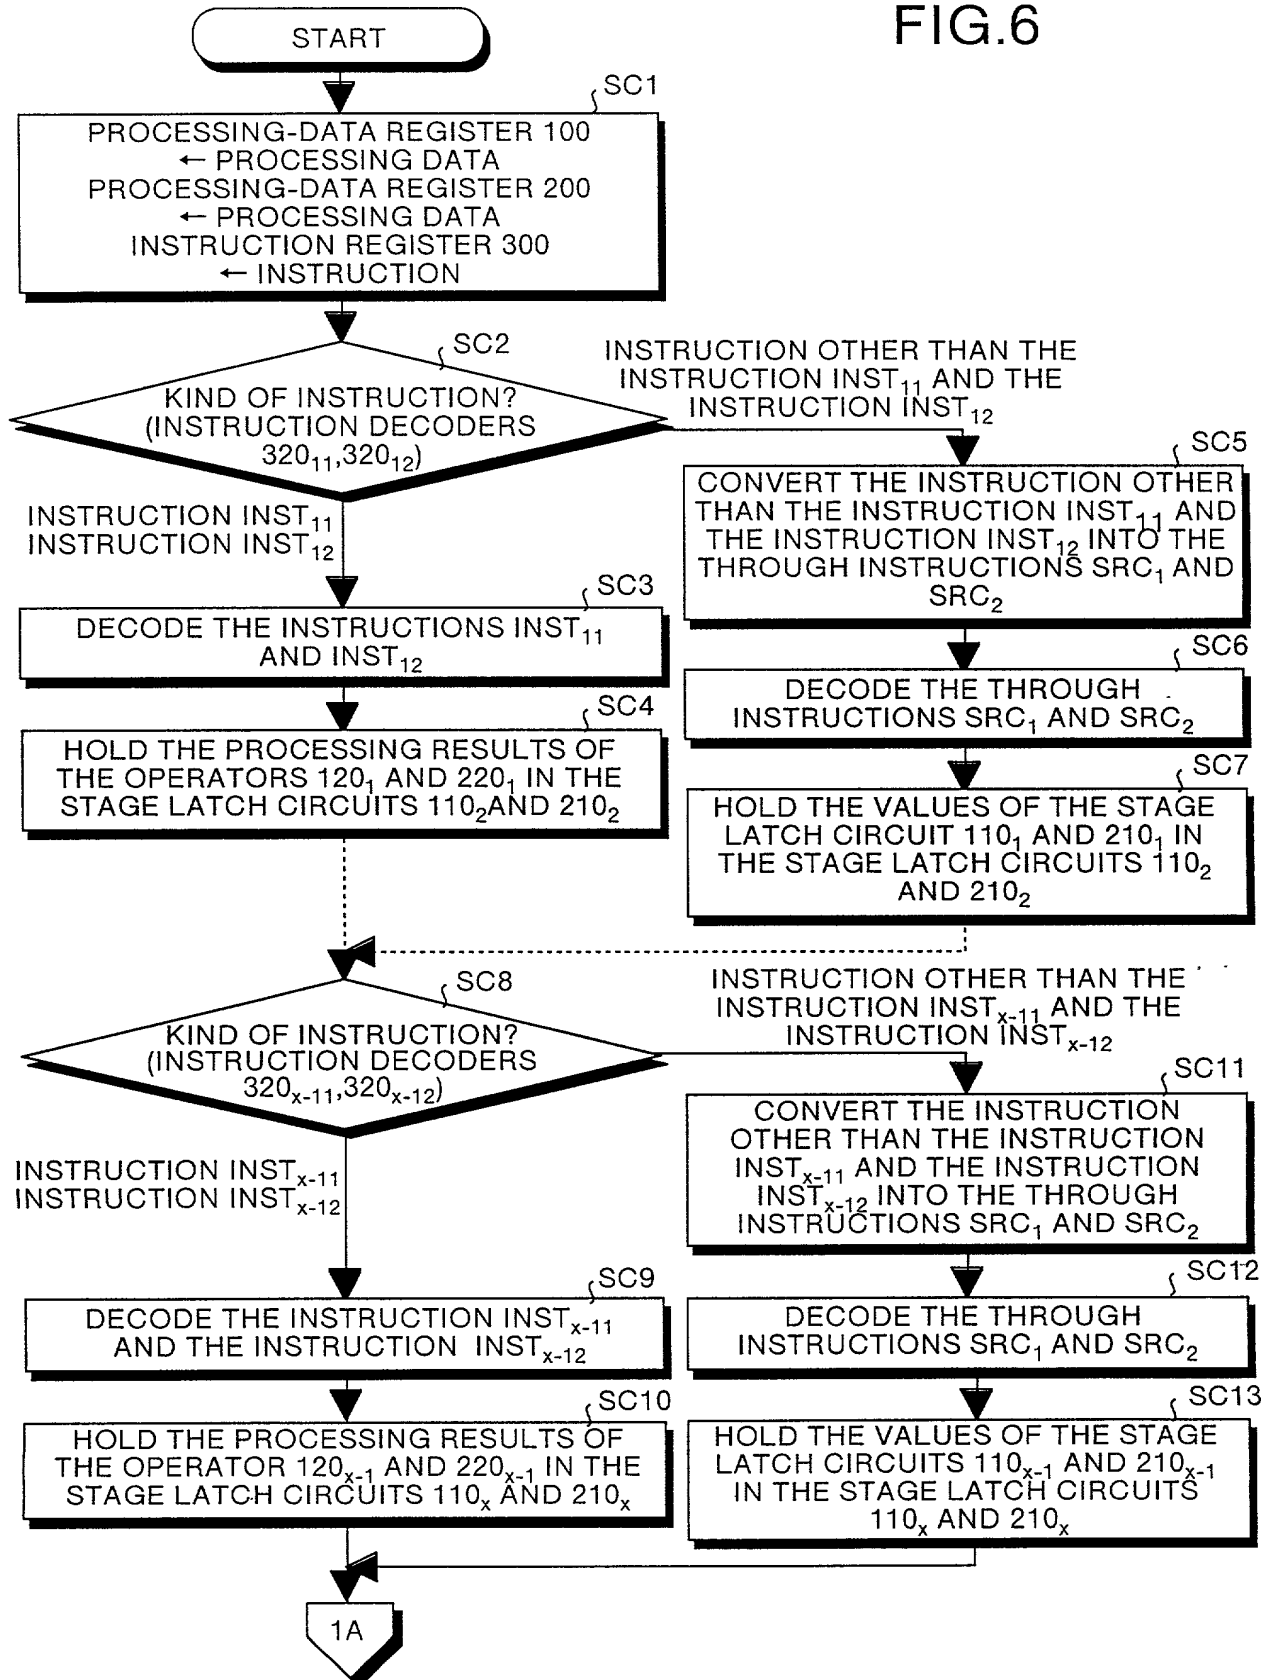 FIG.6
START
SC1
PROCESSING-DATA REGISTER 100
← PROCESSING DATA
PROCESSING-DATA REGISTER 200
← PROCESSING DATA
INSTRUCTION REGISTER 300
← INSTRUCTION
SC2
KIND OF INSTRUCTION?
(INSTRUCTION DECODERS
320₁₁,320₁₂)
INSTRUCTION OTHER THAN THE
INSTRUCTION INST₁₁ AND THE
INSTRUCTION INST₁₂
INSTRUCTION INST₁₁
INSTRUCTION INST₁₂
SC3
DECODE THE INSTRUCTIONS INST₁₁
AND INST₁₂
SC4
HOLD THE PROCESSING RESULTS OF
THE OPERATORS 120₁ AND 220₁ IN THE
STAGE LATCH CIRCUITS 110₂AND 210₂
SC5
CONVERT THE INSTRUCTION OTHER
THAN THE INSTRUCTION INST₁₁ AND
THE INSTRUCTION INST₁₂ INTO THE
THROUGH INSTRUCTIONS SRC₁ AND
SRC₂
SC6
DECODE THE THROUGH
INSTRUCTIONS SRC₁ AND SRC₂
SC7
HOLD THE VALUES OF THE STAGE
LATCH CIRCUIT 110₁ AND 210₁ IN
THE STAGE LATCH CIRCUITS 110₂
AND 210₂
SC8
KIND OF INSTRUCTION?
(INSTRUCTION DECODERS
320ₓ₋₁₁,320ₓ₋₁₂)
INSTRUCTION OTHER THAN THE
INSTRUCTION INSTₓ₋₁₁ AND THE
INSTRUCTION INSTₓ₋₁₂
INSTRUCTION INSTₓ₋₁₁
INSTRUCTION INSTₓ₋₁₂
SC9
DECODE THE INSTRUCTION INSTₓ₋₁₁
AND THE INSTRUCTION INSTₓ₋₁₂
SC10
HOLD THE PROCESSING RESULTS OF
THE OPERATOR 120ₓ₋₁ AND 220ₓ₋₁ IN THE
STAGE LATCH CIRCUITS 110ₓ AND 210ₓ
SC11
CONVERT THE INSTRUCTION
OTHER THAN THE INSTRUCTION
INSTₓ₋₁₁ AND THE INSTRUCTION
INSTₓ₋₁₂ INTO THE THROUGH
INSTRUCTIONS SRC₁ AND SRC₂
SC12
DECODE THE THROUGH
INSTRUCTIONS SRC₁ AND SRC₂
SC13
HOLD THE VALUES OF THE STAGE
LATCH CIRCUITS 110ₓ₋₁ AND 210ₓ₋₁
IN THE STAGE LATCH CIRCUITS
110ₓ AND 210ₓ
1A